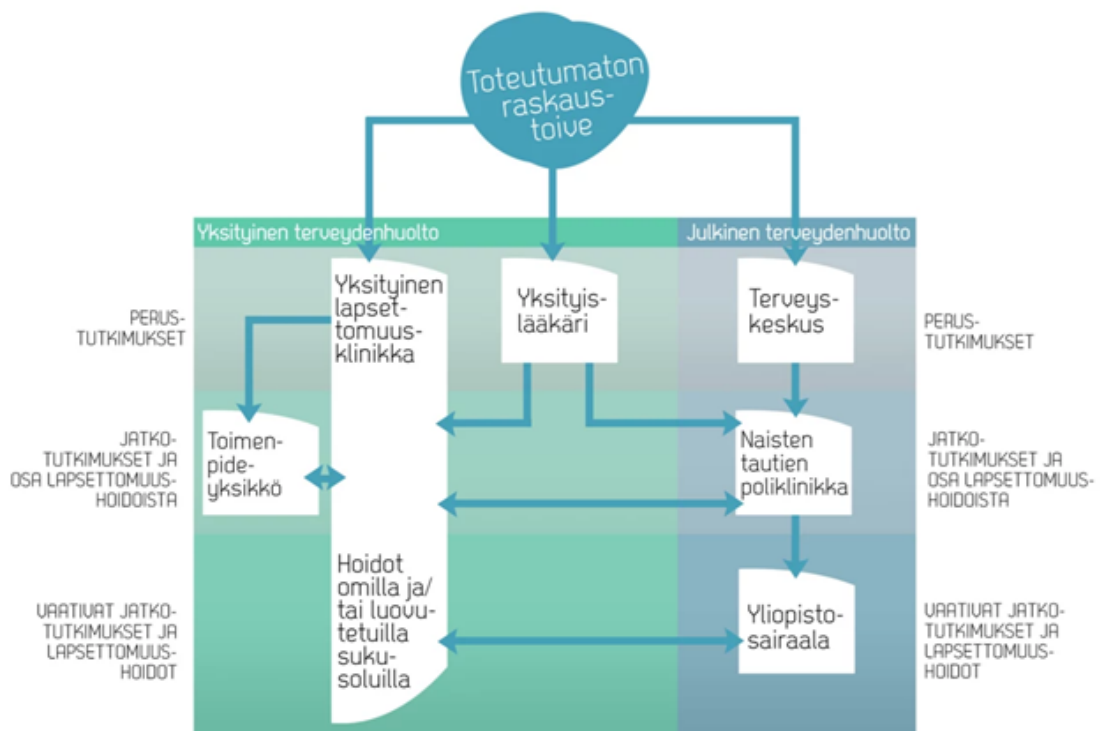 Toteutumaton
raskaus-
toive
Yksityinen terveydenhuolto
Julkinen terveydenhuolto
PERUS-
TUTKIMUKSET
Yksityinen
lapset-
tomuus-
klinikka
Yksityis-
lääkäri
Terveys-
keskus
PERUS-
TUTKIMUKSET
JATKO-
TUTKIMUKSET JA
OSA LAPSETTOMUUS-
HOIDOISTA
Toimen-
pide-
yksikkö
Naisten
tautien
poliklinikka
JATKO-
TUTKIMUKSET JA
OSA LAPSETTOMUUS-
HOIDOISTA
VAATIVAT JATKO-
TUTKIMUKSET JA
LAPSETTOMUUS-
HOIDOT
Hoidot
omilla ja/
tai luovu-
tetuilla
suku-
soluilla
Yliopisto-
sairaala
VAATIVAT JATKO-
TUTKIMUKSET JA
LAPSETTOMUUS-
HOIDOT